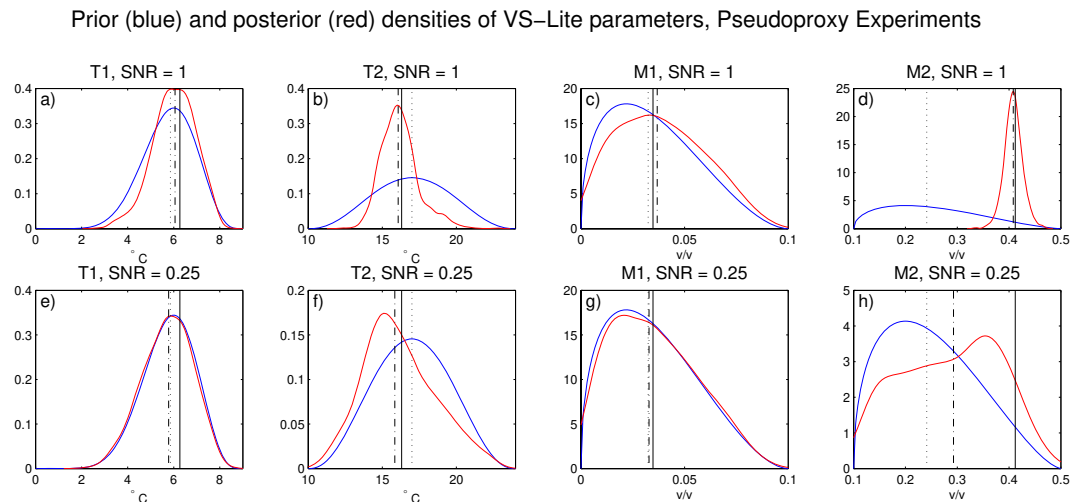 Prior (blue) and posterior (red) densities of VS−Lite parameters, Pseudoproxy Experiments
T1, SNR = 1
T2, SNR = 1
M1, SNR = 1
M2, SNR = 1
a)
0.4
0.3
0.2
0.1
0
0 2 4 6 8
° C
b)
0.4
0.3
0.2
0.1
0
10 15 20
° C
c)
20
15
10
5
0
0 0.05 0.1
v/v
d)
25
20
15
10
5
0
0.1 0.2 0.3 0.4 0.5
v/v
T1, SNR = 0.25
T2, SNR = 0.25
M1, SNR = 0.25
M2, SNR = 0.25
e)
0.4
0.3
0.2
0.1
0
0 2 4 6 8
° C
f)
0.2
0.15
0.1
0.05
0
10 15 20
° C
g)
20
15
10
5
0
0 0.05 0.1
v/v
h)
5
4
3
2
1
0
0.1 0.2 0.3 0.4 0.5
v/v